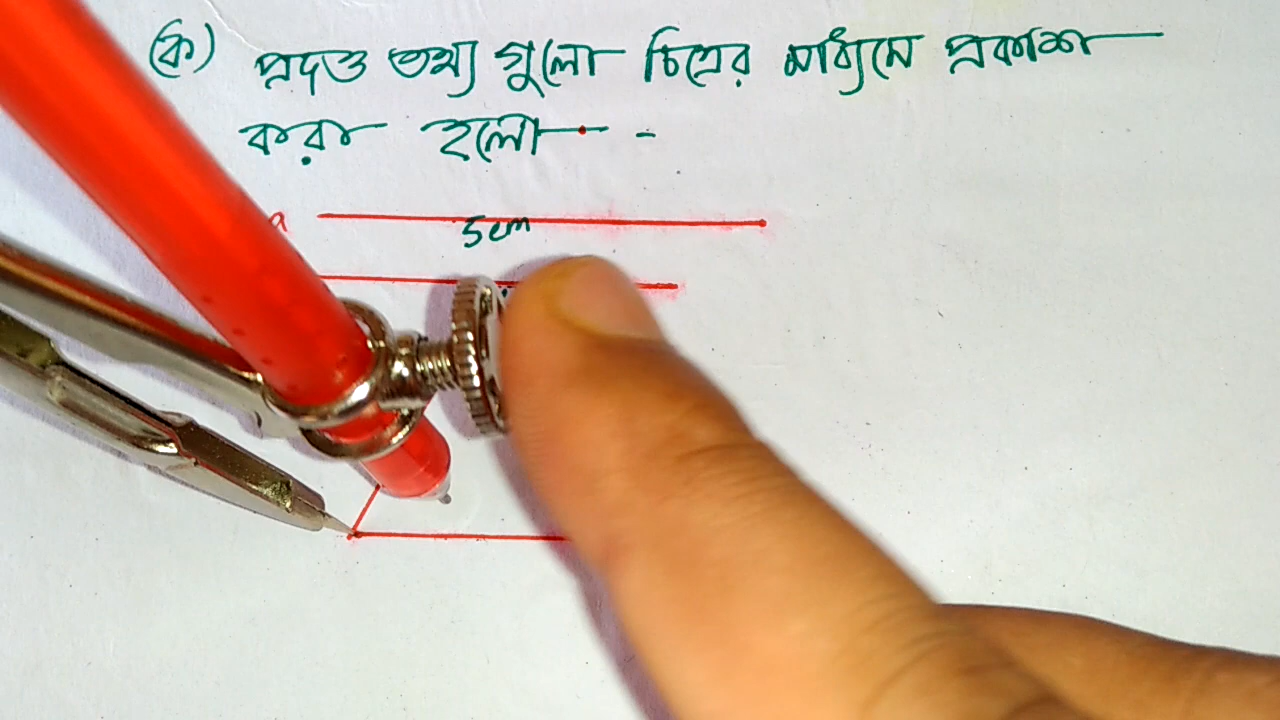 (ক) প্রদত্ত তথ্য গুলো চিত্রের মাধ্যমে প্রকাশ
করা হলো - -
a
5cm